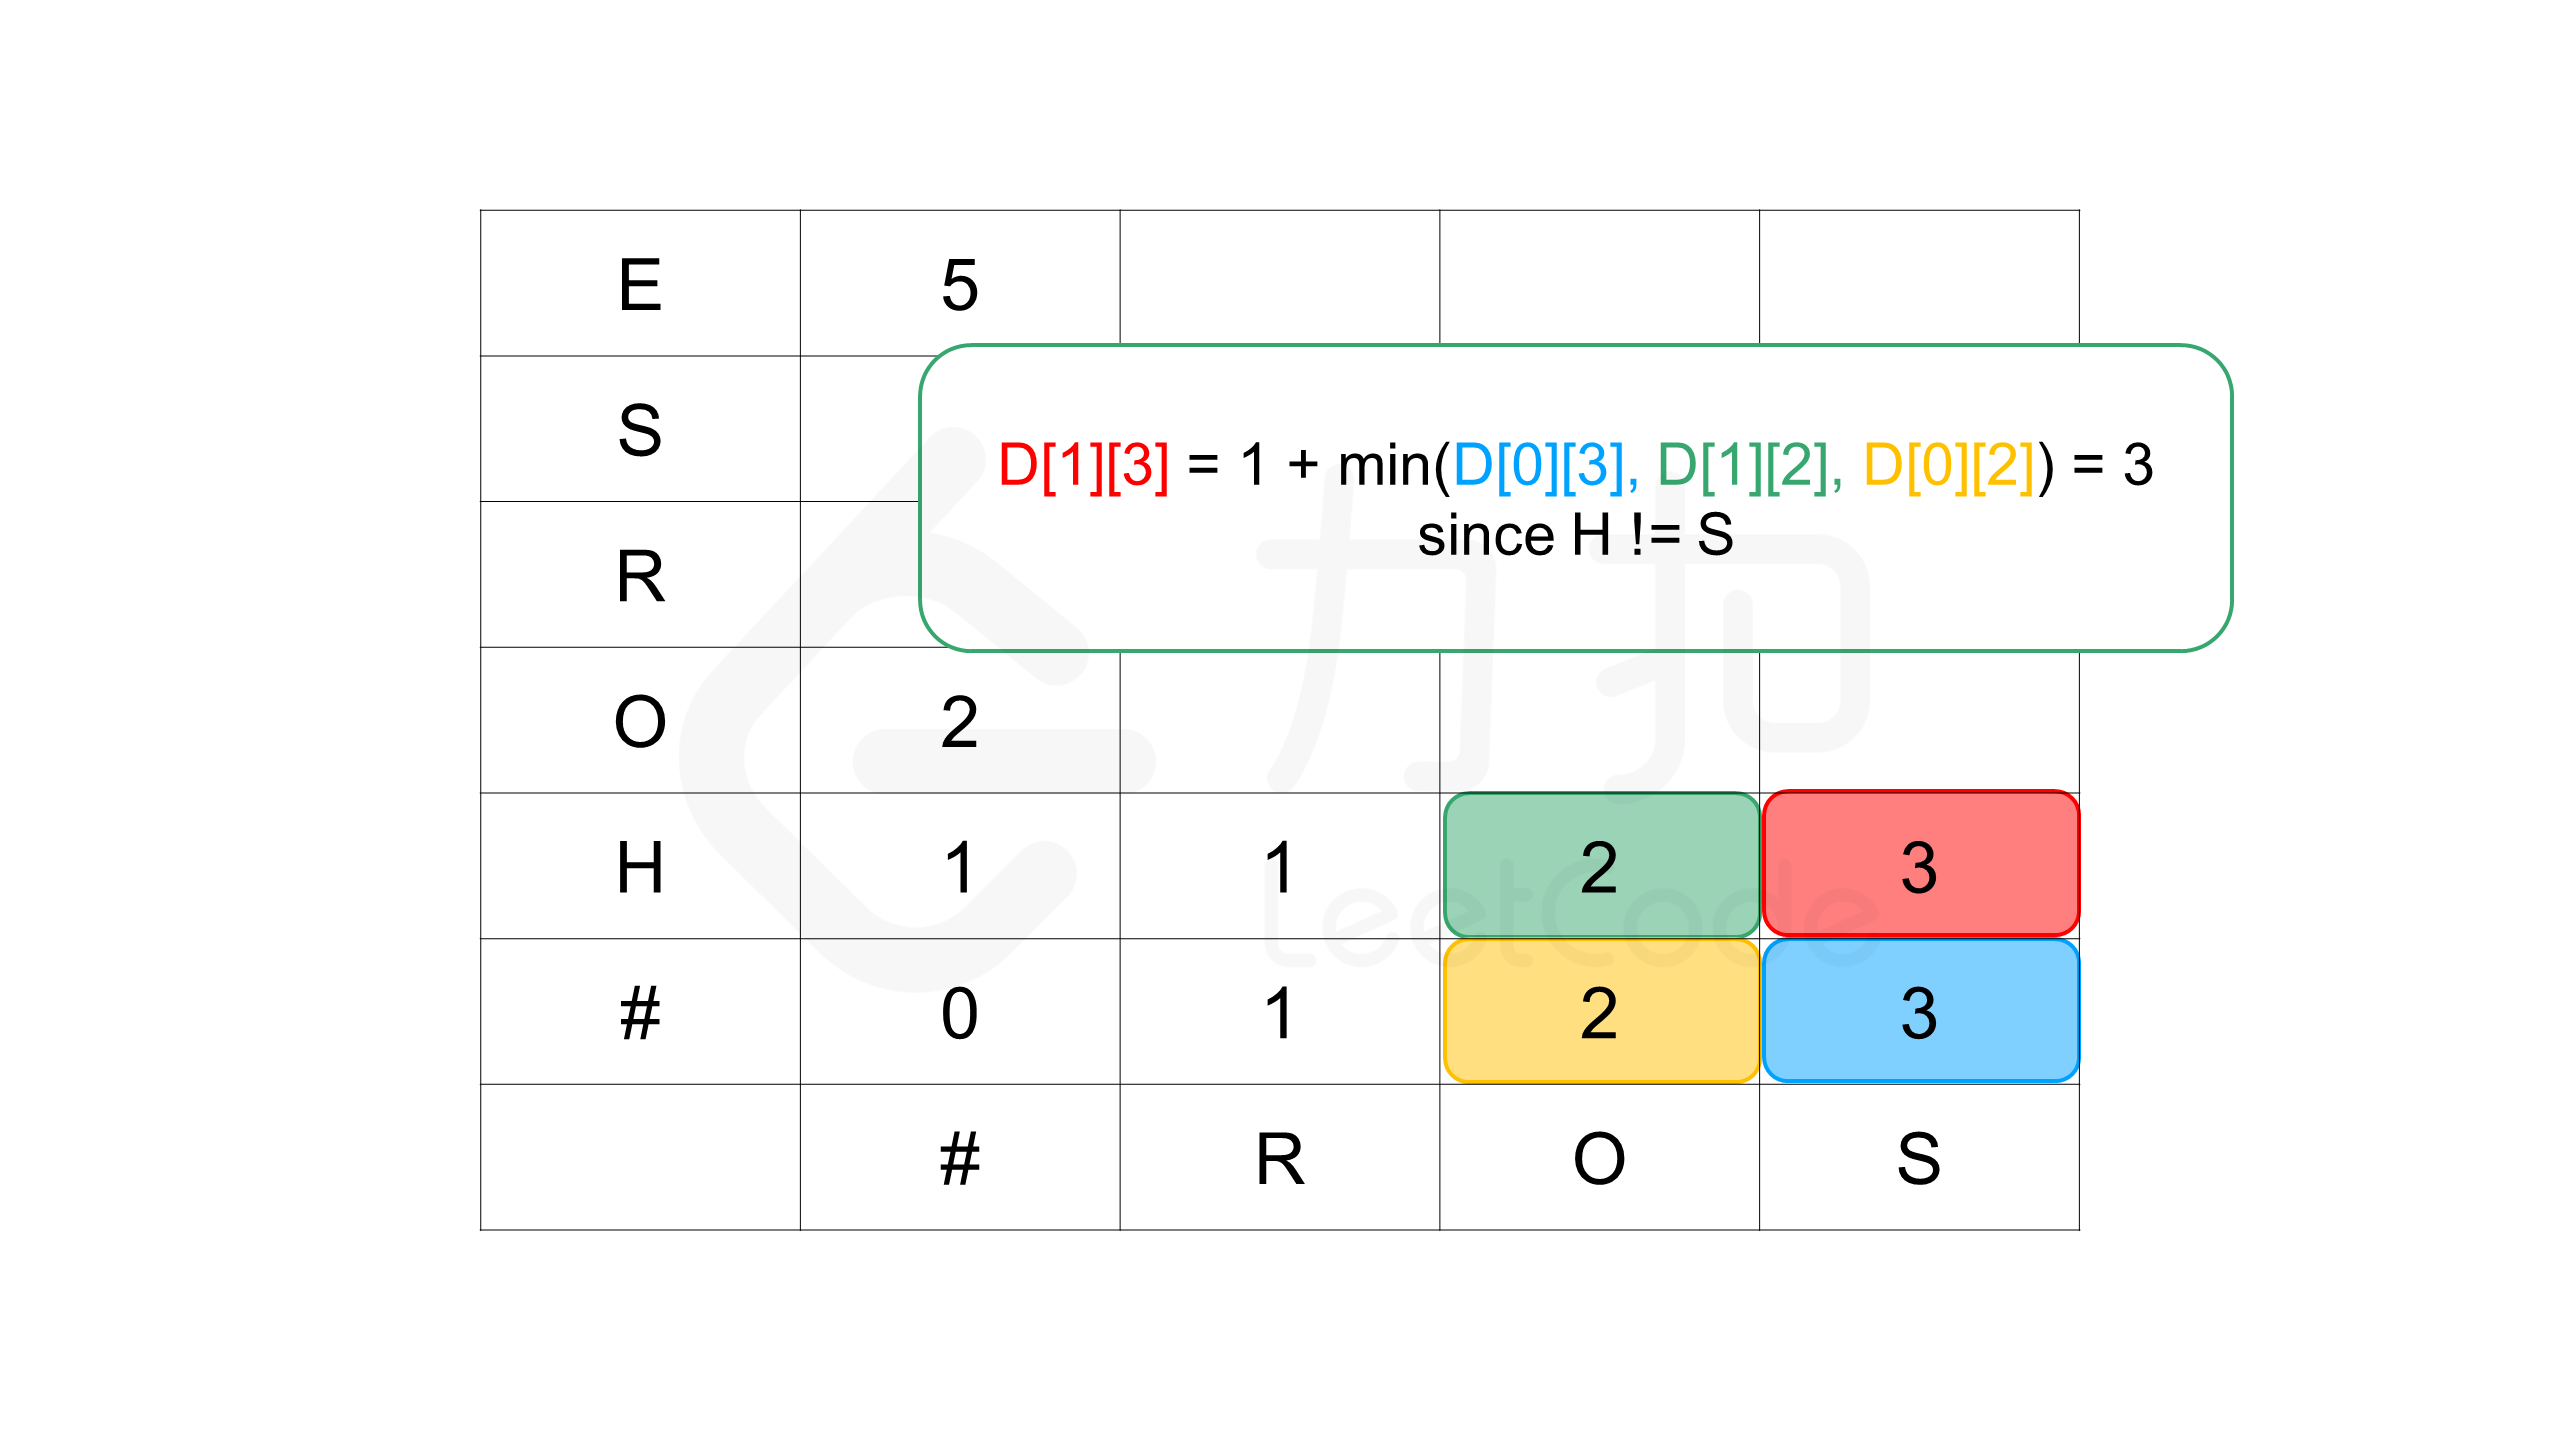 E 5
D[1][3] = 1 + min(D[0][3], D[1][2], D[0][2]) = 3
since H != S
S
R
O 2
H 1 1 2 3
# 0 1 2 3
# R O S
力扣
LeetCode